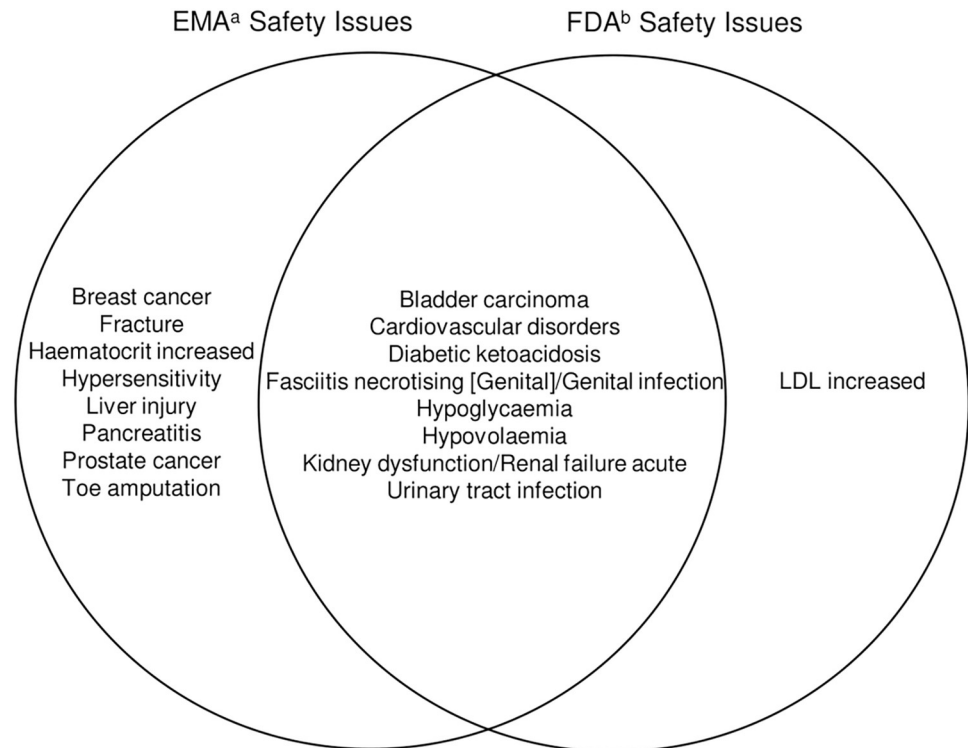 EMAᵃ Safety Issues
FDAᵇ Safety Issues
Breast cancer
Fracture
Haematocrit increased
Hypersensitivity
Liver injury
Pancreatitis
Prostate cancer
Toe amputation
Bladder carcinoma
Cardiovascular disorders
Diabetic ketoacidosis
Fasciitis necrotising [Genital]/Genital infection
Hypoglycaemia
Hypovolaemia
Kidney dysfunction/Renal failure acute
Urinary tract infection
LDL increased